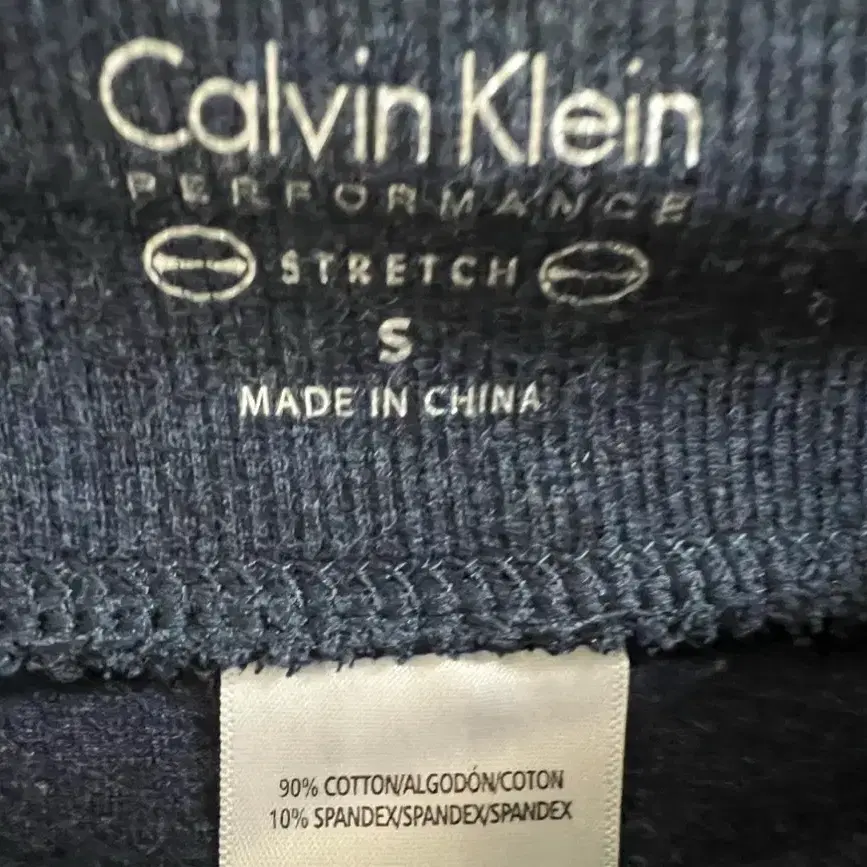 Calvin Klein
PERFORMANCE
STRETCH
S
MADE IN CHINA
90% COTTON/ALGODÓN/COTON
10% SPANDEX/SPANDEX/SPANDEX